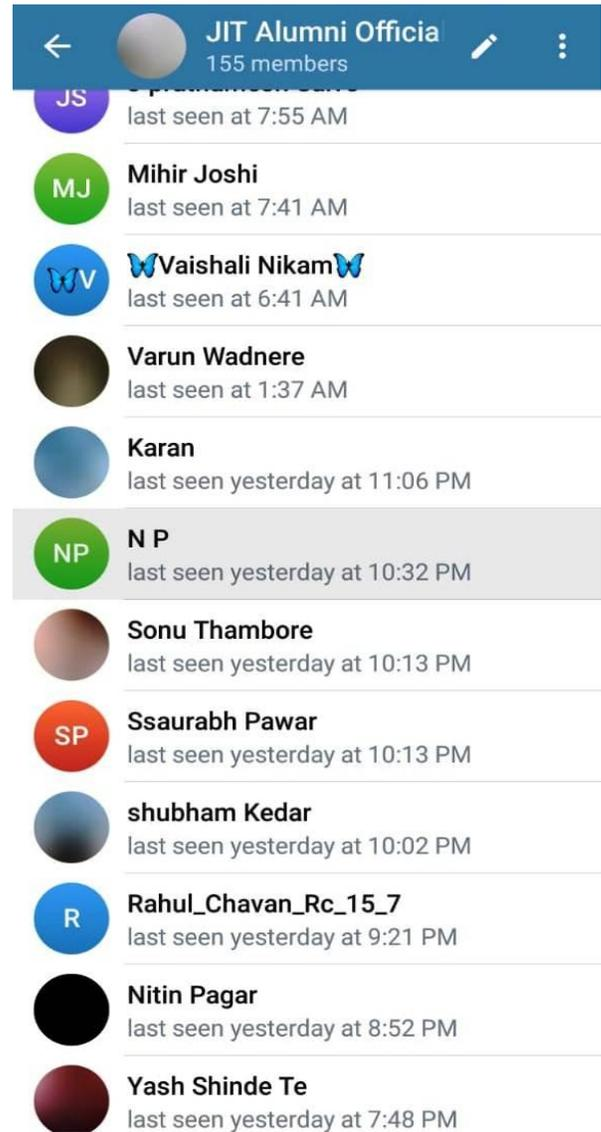 JIT Alumni Officia
155 members
JS
last seen at 7:55 AM
MJ
Mihir Joshi
last seen at 7:41 AM
🦋V
🦋Vaishali Nikam🦋
last seen at 6:41 AM
Varun Wadnere
last seen at 1:37 AM
Karan
last seen yesterday at 11:06 PM
NP
N P
last seen yesterday at 10:32 PM
Sonu Thambore
last seen yesterday at 10:13 PM
SP
Ssaurabh Pawar
last seen yesterday at 10:13 PM
shubham Kedar
last seen yesterday at 10:02 PM
R
Rahul_Chavan_Rc_15_7
last seen yesterday at 9:21 PM
Nitin Pagar
last seen yesterday at 8:52 PM
Yash Shinde Te
last seen yesterday at 7:48 PM